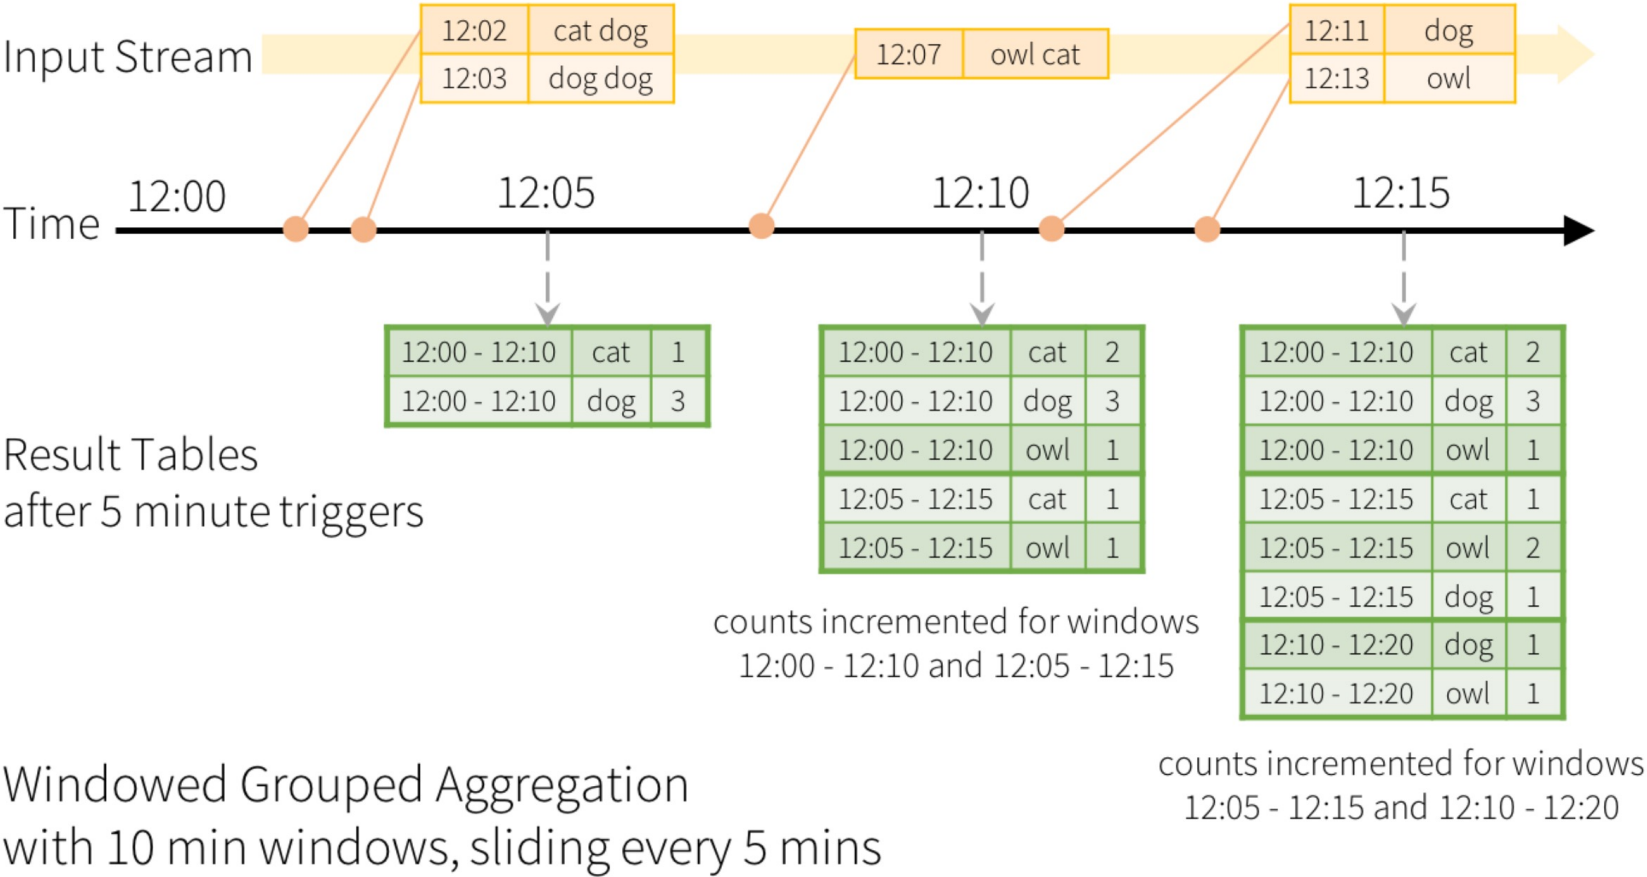 Input Stream
12:02 cat dog
12:03 dog dog
12:07 owl cat
12:11 dog
12:13 owl
Time
12:00 12:05 12:10 12:15
12:00 - 12:10 cat 1
12:00 - 12:10 dog 3
12:00 - 12:10 cat 2
12:00 - 12:10 dog 3
12:00 - 12:10 owl 1
12:05 - 12:15 cat 1
12:05 - 12:15 owl 1
12:00 - 12:10 cat 2
12:00 - 12:10 dog 3
12:00 - 12:10 owl 1
12:05 - 12:15 cat 1
12:05 - 12:15 owl 2
12:05 - 12:15 dog 1
12:10 - 12:20 dog 1
12:10 - 12:20 owl 1
Result Tables
after 5 minute triggers
counts incremented for windows
12:00 - 12:10 and 12:05 - 12:15
counts incremented for windows
12:05 - 12:15 and 12:10 - 12:20
Windowed Grouped Aggregation
with 10 min windows, sliding every 5 mins